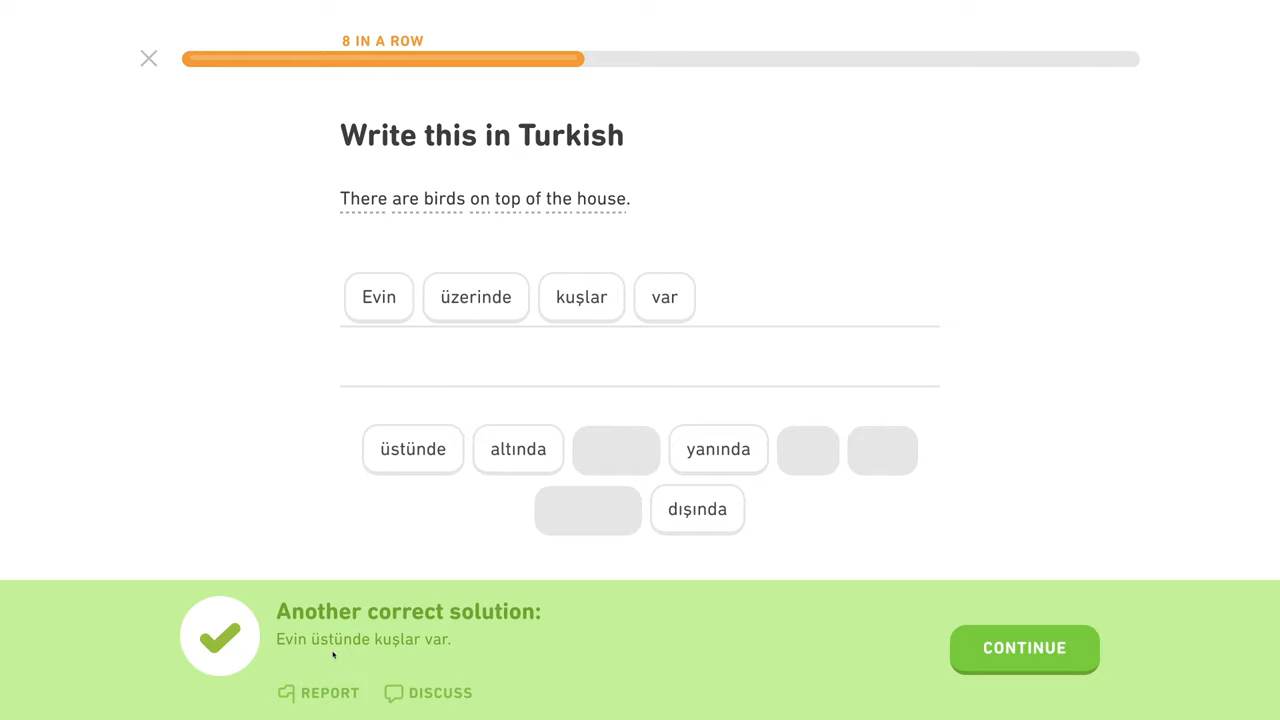 8 IN A ROW
Write this in Turkish
There are birds on top of the house.
Evin üzerinde kuşlar var
üstünde altında yanında
dışında
Another correct solution:
Evin üstünde kuşlar var.
CONTINUE
REPORT DISCUSS